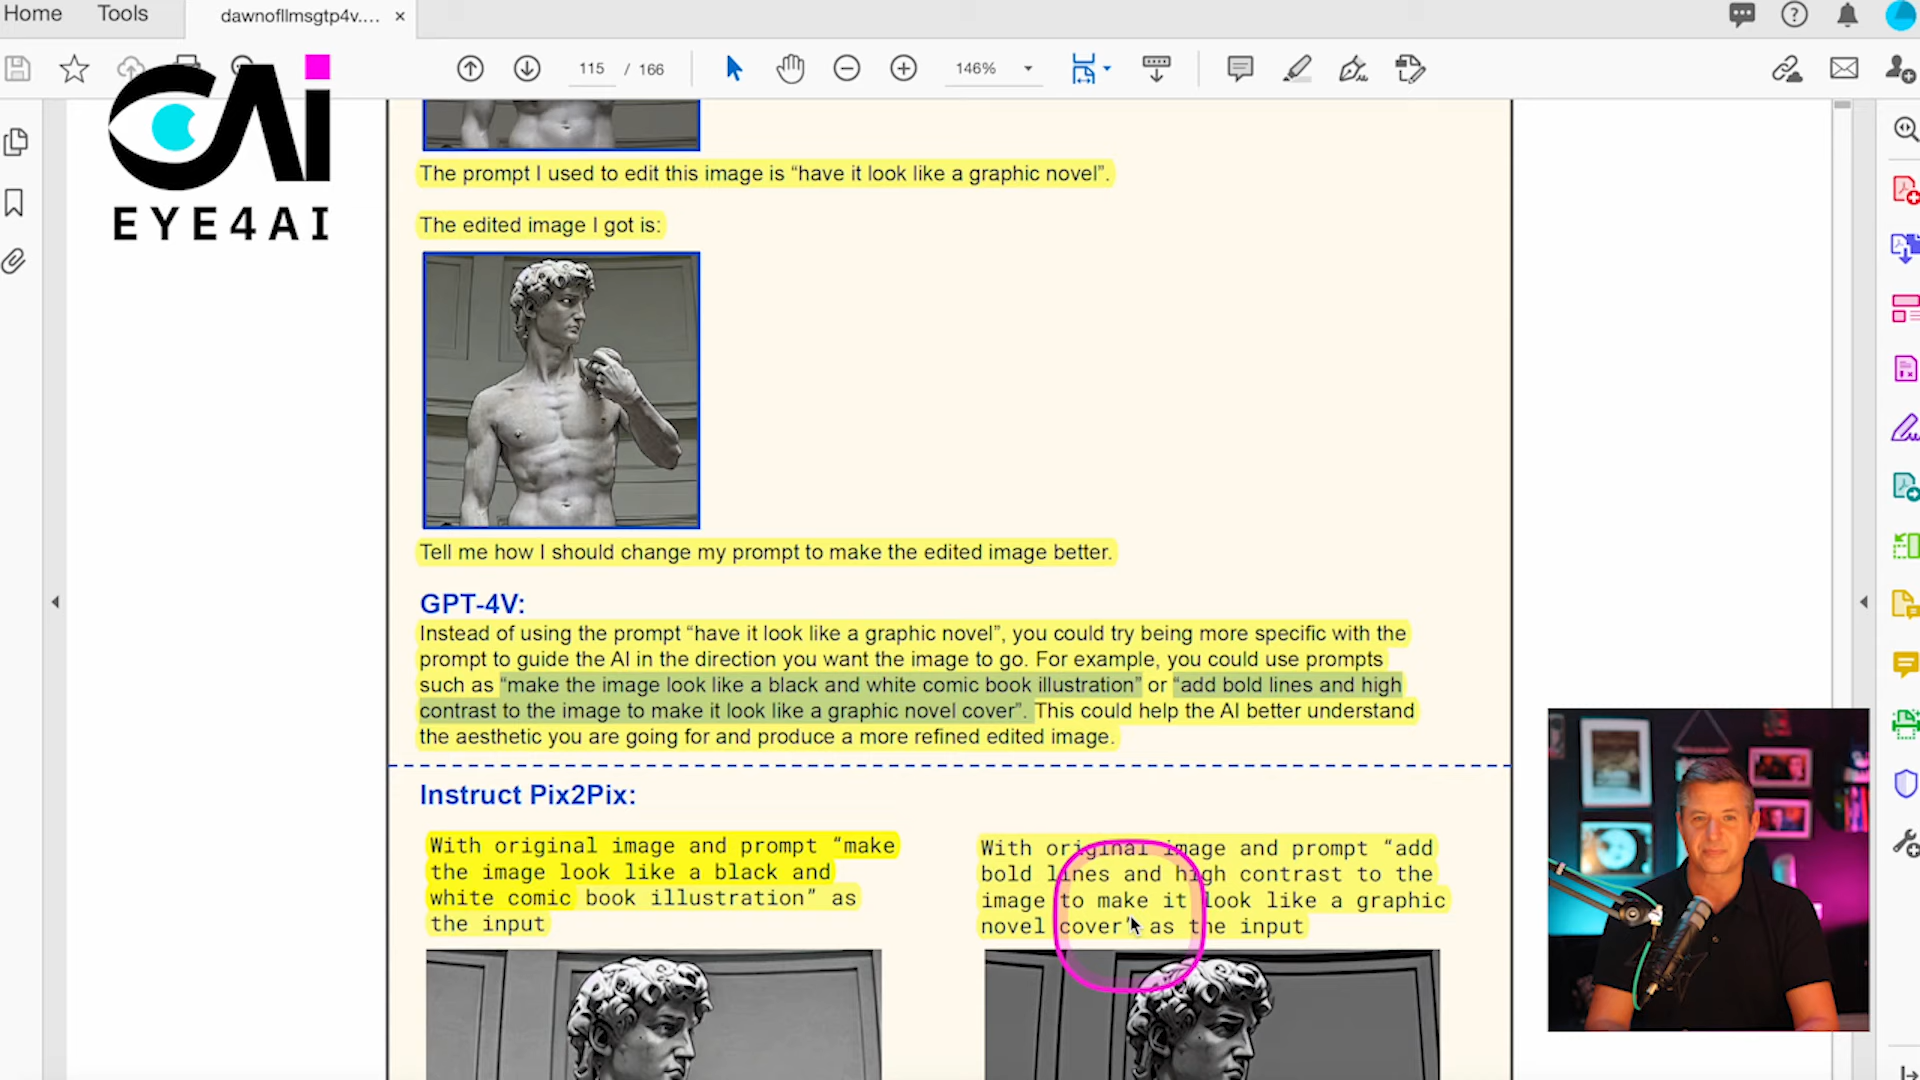 Home
Tools
dawnofllmsgtp4v....
115 / 166
146%
EYE4AI
The prompt I used to edit this image is “have it look like a graphic novel”.
The edited image I got is:
Tell me how I should change my prompt to make the edited image better.
GPT-4V:
Instead of using the prompt “have it look like a graphic novel”, you could try being more specific with the
prompt to guide the AI in the direction you want the image to go. For example, you could use prompts
such as “make the image look like a black and white comic book illustration” or “add bold lines and high
contrast to the image to make it look like a graphic novel cover”. This could help the AI better understand
the aesthetic you are going for and produce a more refined edited image.
Instruct Pix2Pix:
With original image and prompt “make
the image look like a black and
white comic book illustration” as
the input
With original image and prompt “add
bold lines and high contrast to the
image to make it look like a graphic
novel cover” as the input